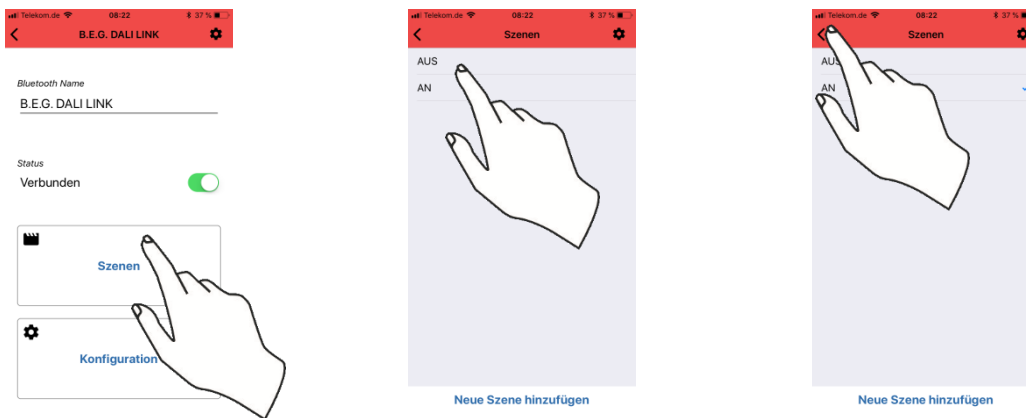 Telekom.de 08:22 37 %
B.E.G. DALI LINK
Bluetooth Name
B.E.G. DALI LINK
Status
Verbunden
Szenen
Konfiguration
Telekom.de 08:22 37 %
Szenen
AUS
AN
Neue Szene hinzufügen
Telekom.de 08:22 37 %
Szenen
AUS
AN
Neue Szene hinzufügen